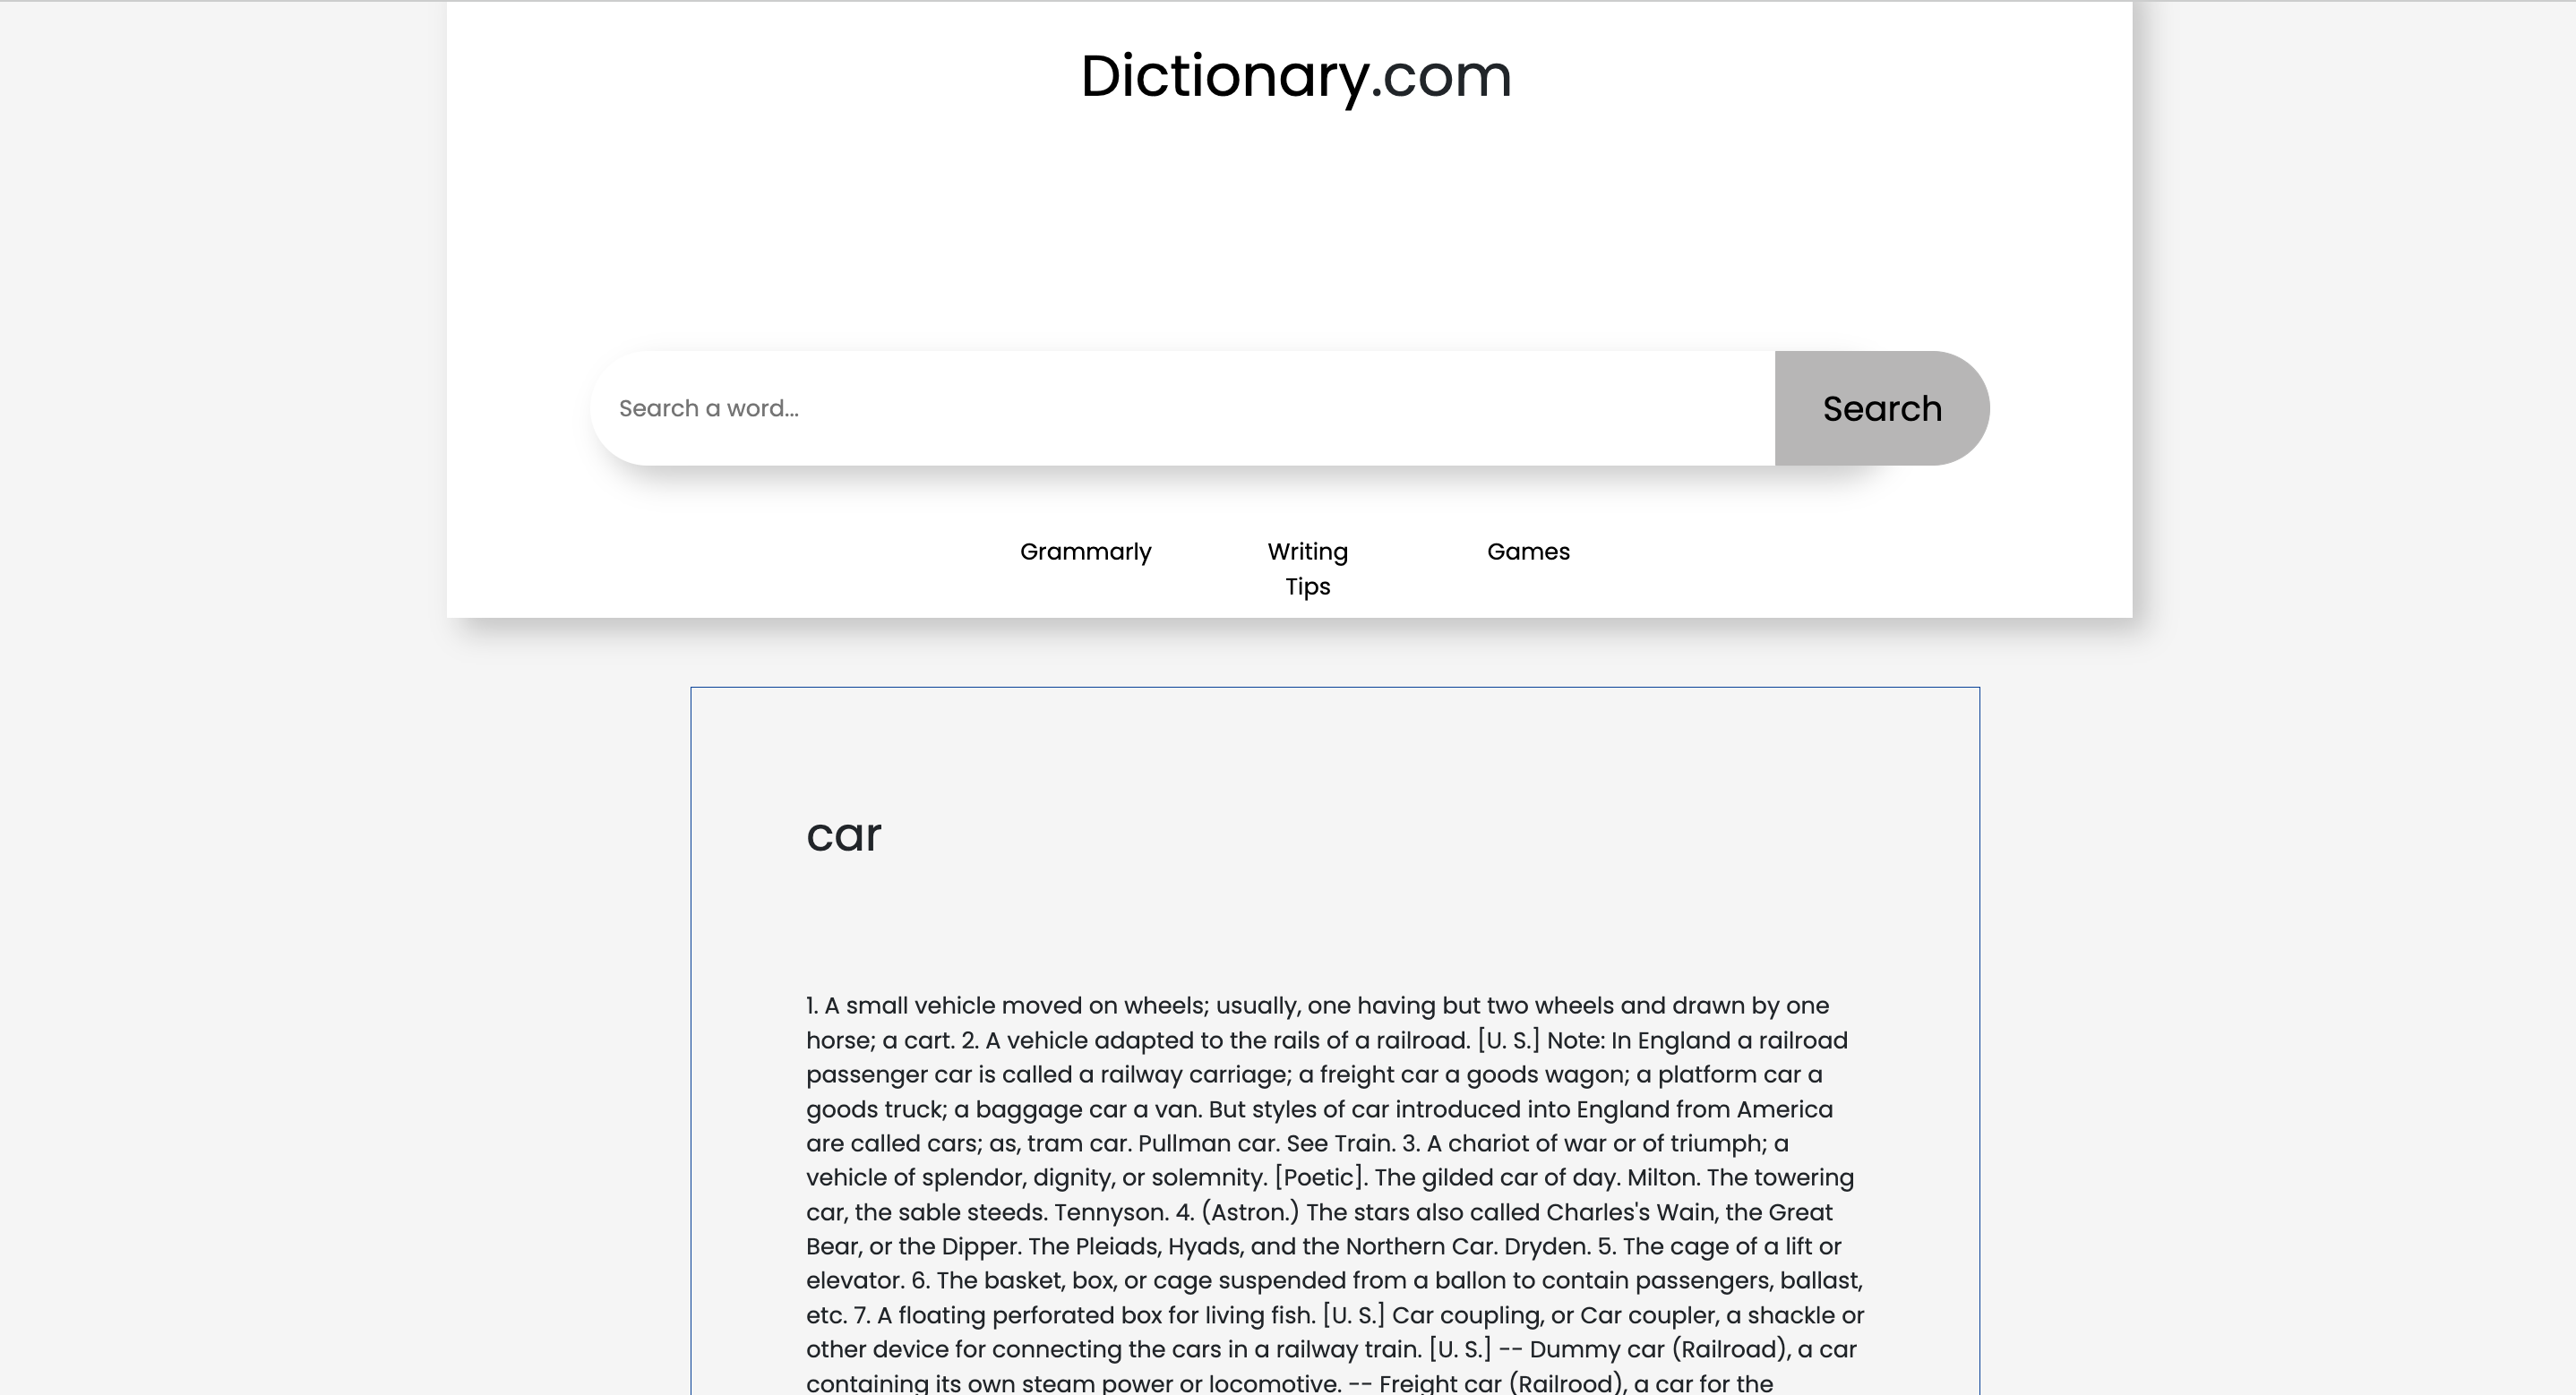 Dictionary.com
Search a word...
Search
Grammarly
Writing
Tips
Games
car
1. A small vehicle moved on wheels; usually, one having but two wheels and drawn by one
horse; a cart. 2. A vehicle adapted to the rails of a railroad. [U. S.] Note: In England a railroad
passenger car is called a railway carriage; a freight car a goods wagon; a platform car a
goods truck; a baggage car a van. But styles of car introduced into England from America
are called cars; as, tram car. Pullman car. See Train. 3. A chariot of war or of triumph; a
vehicle of splendor, dignity, or solemnity. [Poetic]. The gilded car of day. Milton. The towering
car, the sable steeds. Tennyson. 4. (Astron.) The stars also called Charles's Wain, the Great
Bear, or the Dipper. The Pleiads, Hyads, and the Northern Car. Dryden. 5. The cage of a lift or
elevator. 6. The basket, box, or cage suspended from a ballon to contain passengers, ballast,
etc. 7. A floating perforated box for living fish. [U. S.] Car coupling, or Car coupler, a shackle or
other device for connecting the cars in a railway train. [U. S.] -- Dummy car (Railroad), a car
containing its own steam power or locomotive. -- Freight car (Railrood), a car for the